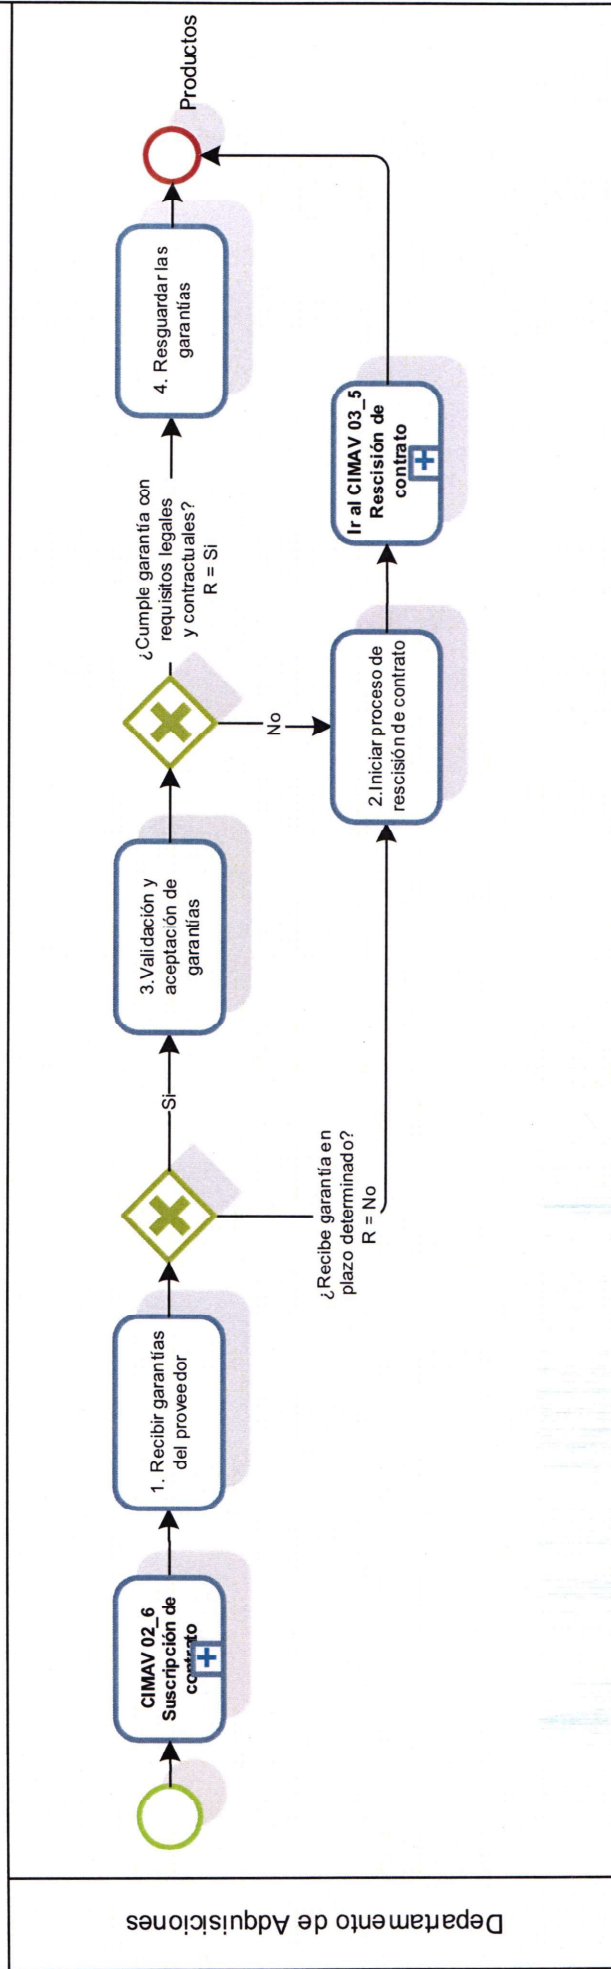 Departamento de Adquisiciones
CIMAV 02_6
Suscripción de
contrato
1. Recibir garantías
del proveedor
Si
¿Recibe garantía en
plazo determinado?
R = No
3.Validación y
aceptación de
garantías
¿Cumple garantía con
requisitos legales
y contractuales?
R = Si
No
2.Iniciar proceso de
rescisión de contrato
Ir al CIMAV 03_5
Rescisión de
contrato
4. Resguardar las
garantías
Productos